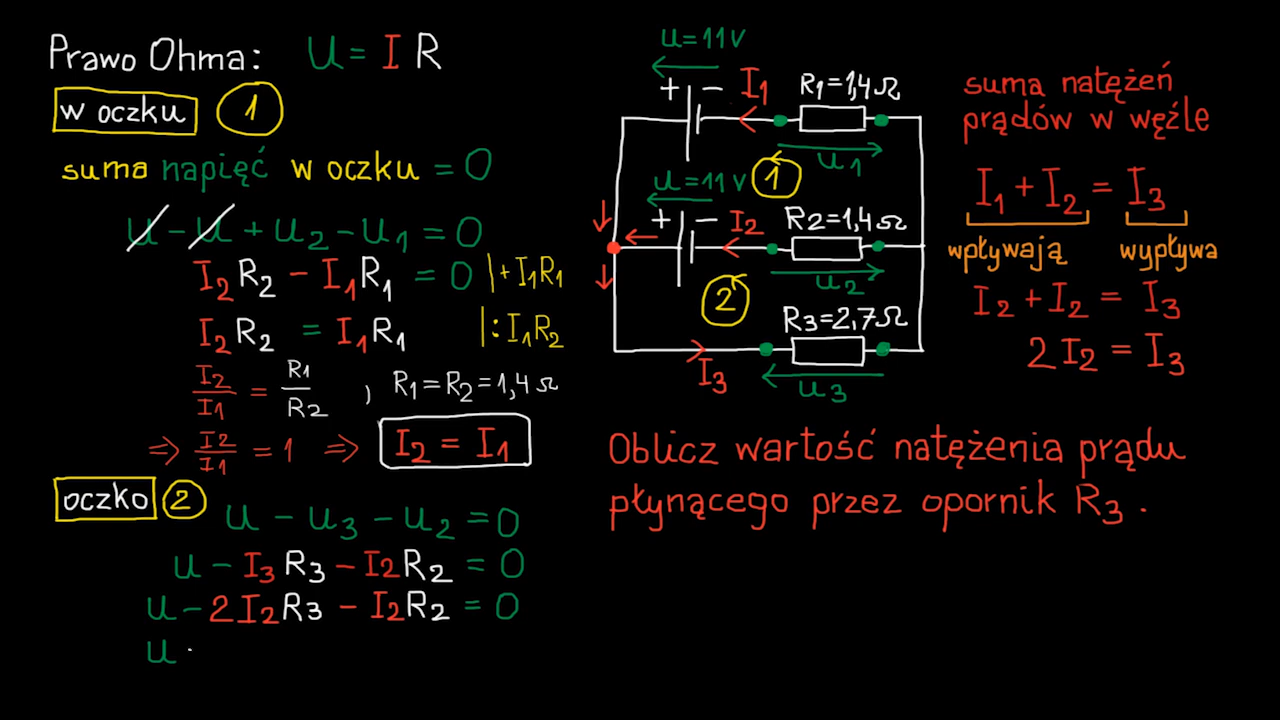 Prawo Ohma: U = I R
w oczku 1
suma napięć w oczku = 0
U - U + U2 - U1 = 0
I2R2 - I1R1 = 0 |+I1R1
I2R2 = I1R1 |:I1R2
I2/I1 = R1/R2 , R1=R2=1,4Ω
⇒ I2/I1 = 1 ⇒ I2 = I1
oczko 2
U - U3 - U2 = 0
U - I3R3 - I2R2 = 0
U - 2I2R3 - I2R2 = 0
U
U=11V
+ - I1 R1=1,4Ω
U1
1
U=11V
+ - I2 R2=1,4Ω
U2
2
R3=2,7Ω
I3
U3
suma natężeń
prądów w węźle
I1 + I2 = I3
wpływają wypływa
I2 + I2 = I3
2I2 = I3
Oblicz wartość natężenia prądu
płynącego przez opornik R3.